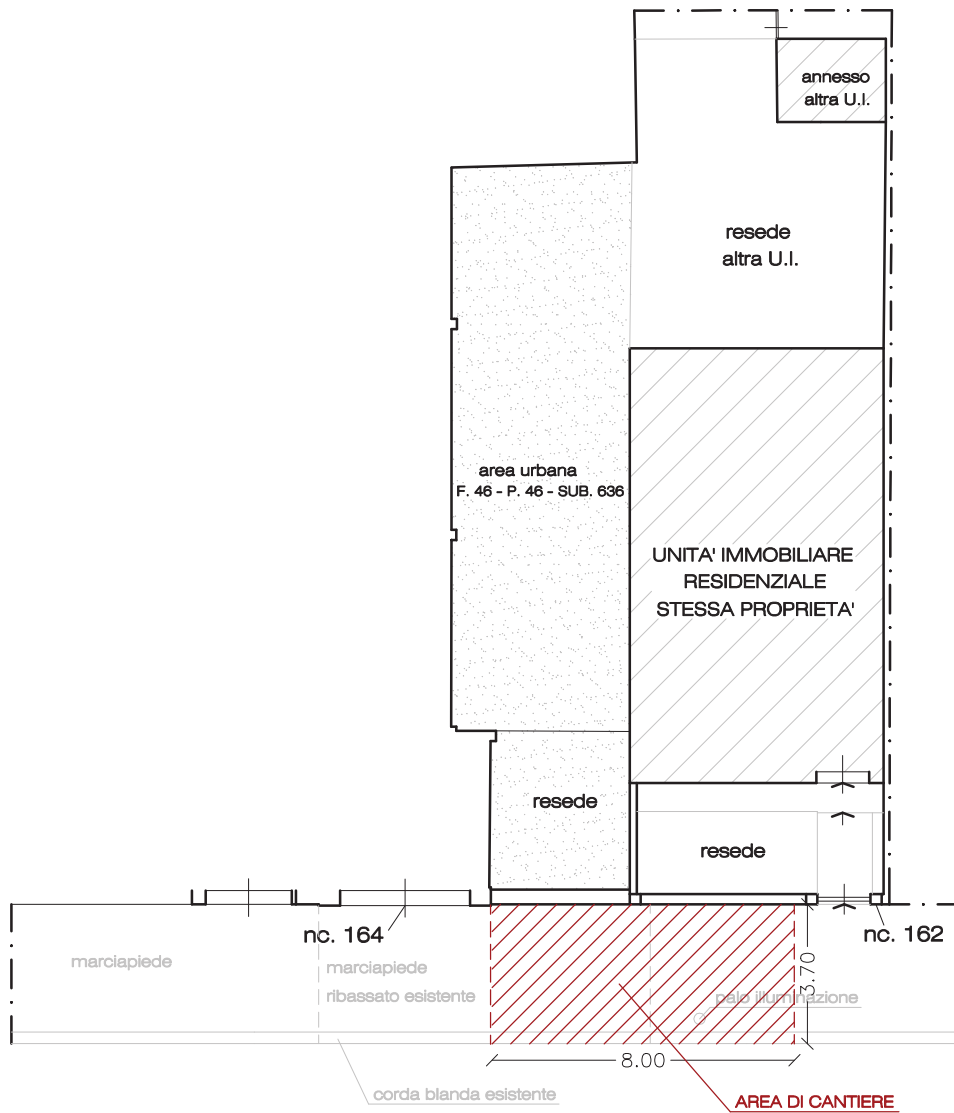 annesso
altra U.I.
resede
altra U.I.
area urbana
F. 46 - P. 46 - SUB. 636
UNITA' IMMOBILIARE
RESIDENZIALE
STESSA PROPRIETA'
resede
resede
nc. 164
nc. 162
marciapiede
marciapiede
ribassato esistente
palo illuminazione
3.70
8.00
corda blanda esistente
AREA DI CANTIERE